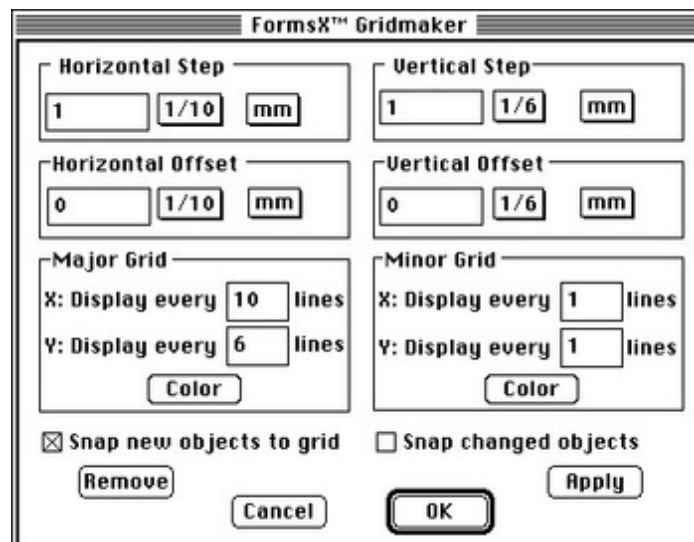 FormsX™ Gridmaker
Horizontal Step
1 1/10 mm
Vertical Step
1 1/6 mm
Horizontal Offset
0 1/10 mm
Vertical Offset
0 1/6 mm
Major Grid
X: Display every 10 lines
Y: Display every 6 lines
Color
Minor Grid
X: Display every 1 lines
Y: Display every 1 lines
Color
Snap new objects to grid
Snap changed objects
Remove
Cancel
OK
Apply